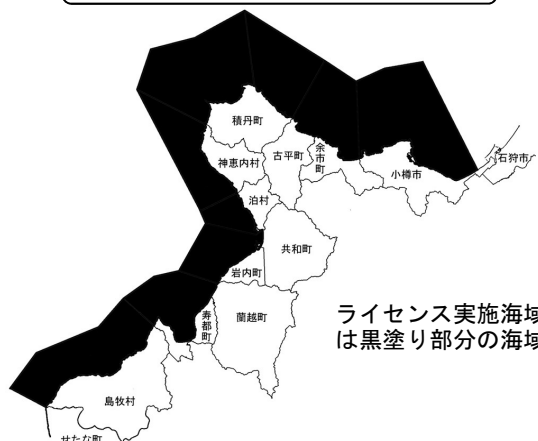 積丹町
神恵内村
古平町
余市町
小樽市
石狩市
泊村
共和町
岩内町
寿都町
蘭越町
島牧村
せたな町
ライセンス実施海域
は黒塗り部分の海域